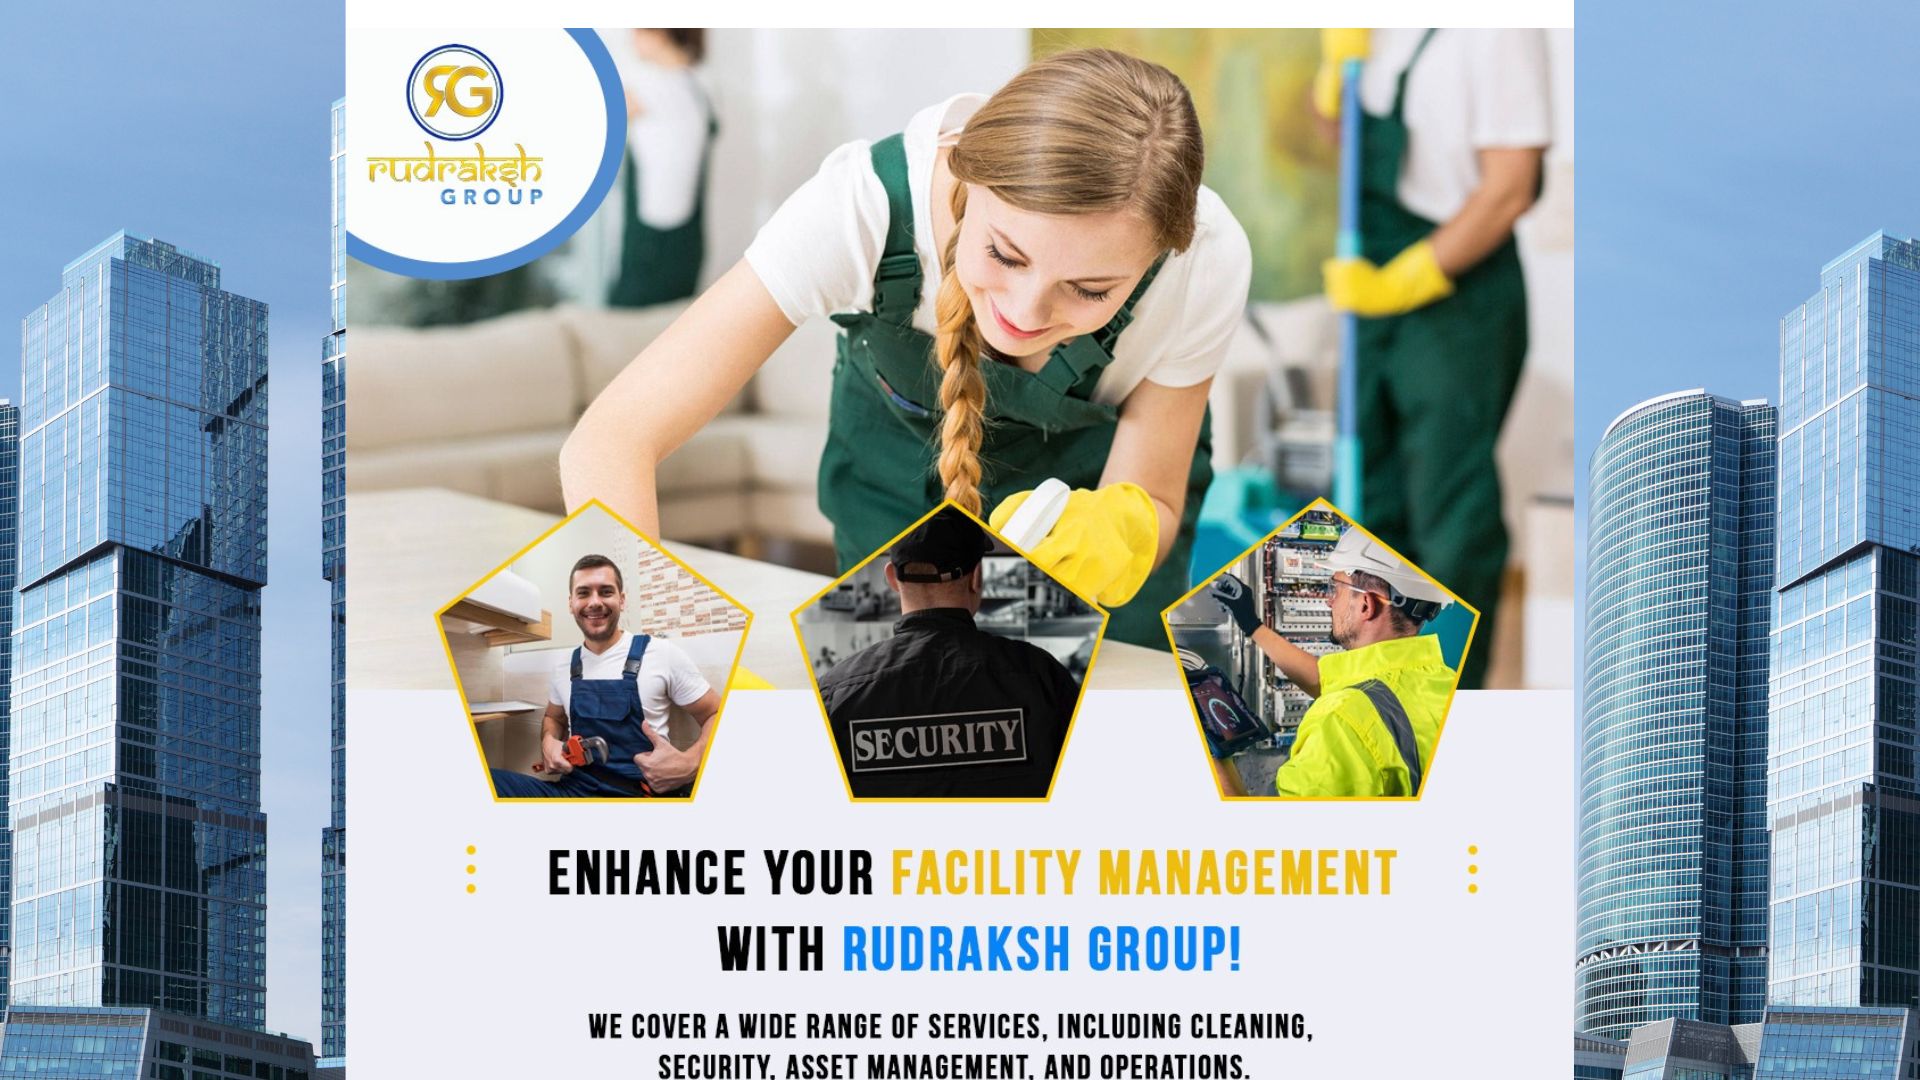 RG
rudraksh
GROUP
SECURITY
ENHANCE YOUR FACILITY MANAGEMENT
WITH RUDRAKSH GROUP!
WE COVER A WIDE RANGE OF SERVICES, INCLUDING CLEANING,
SECURITY, ASSET MANAGEMENT, AND OPERATIONS.